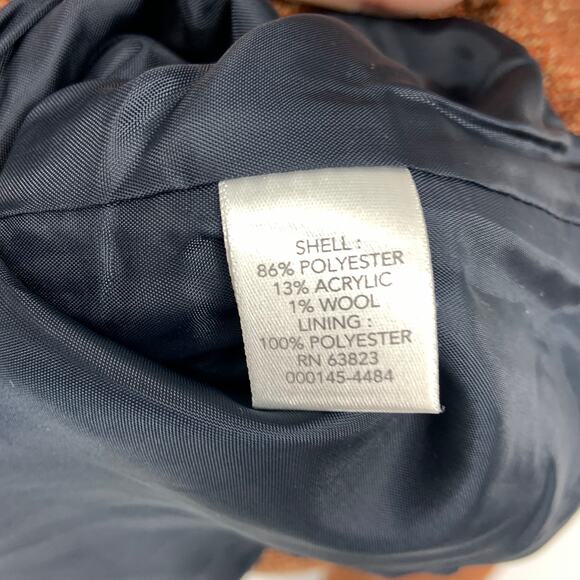 SHELL :
86% POLYESTER
13% ACRYLIC
1% WOOL
LINING :
100% POLYESTER
RN 63823
000145-4484